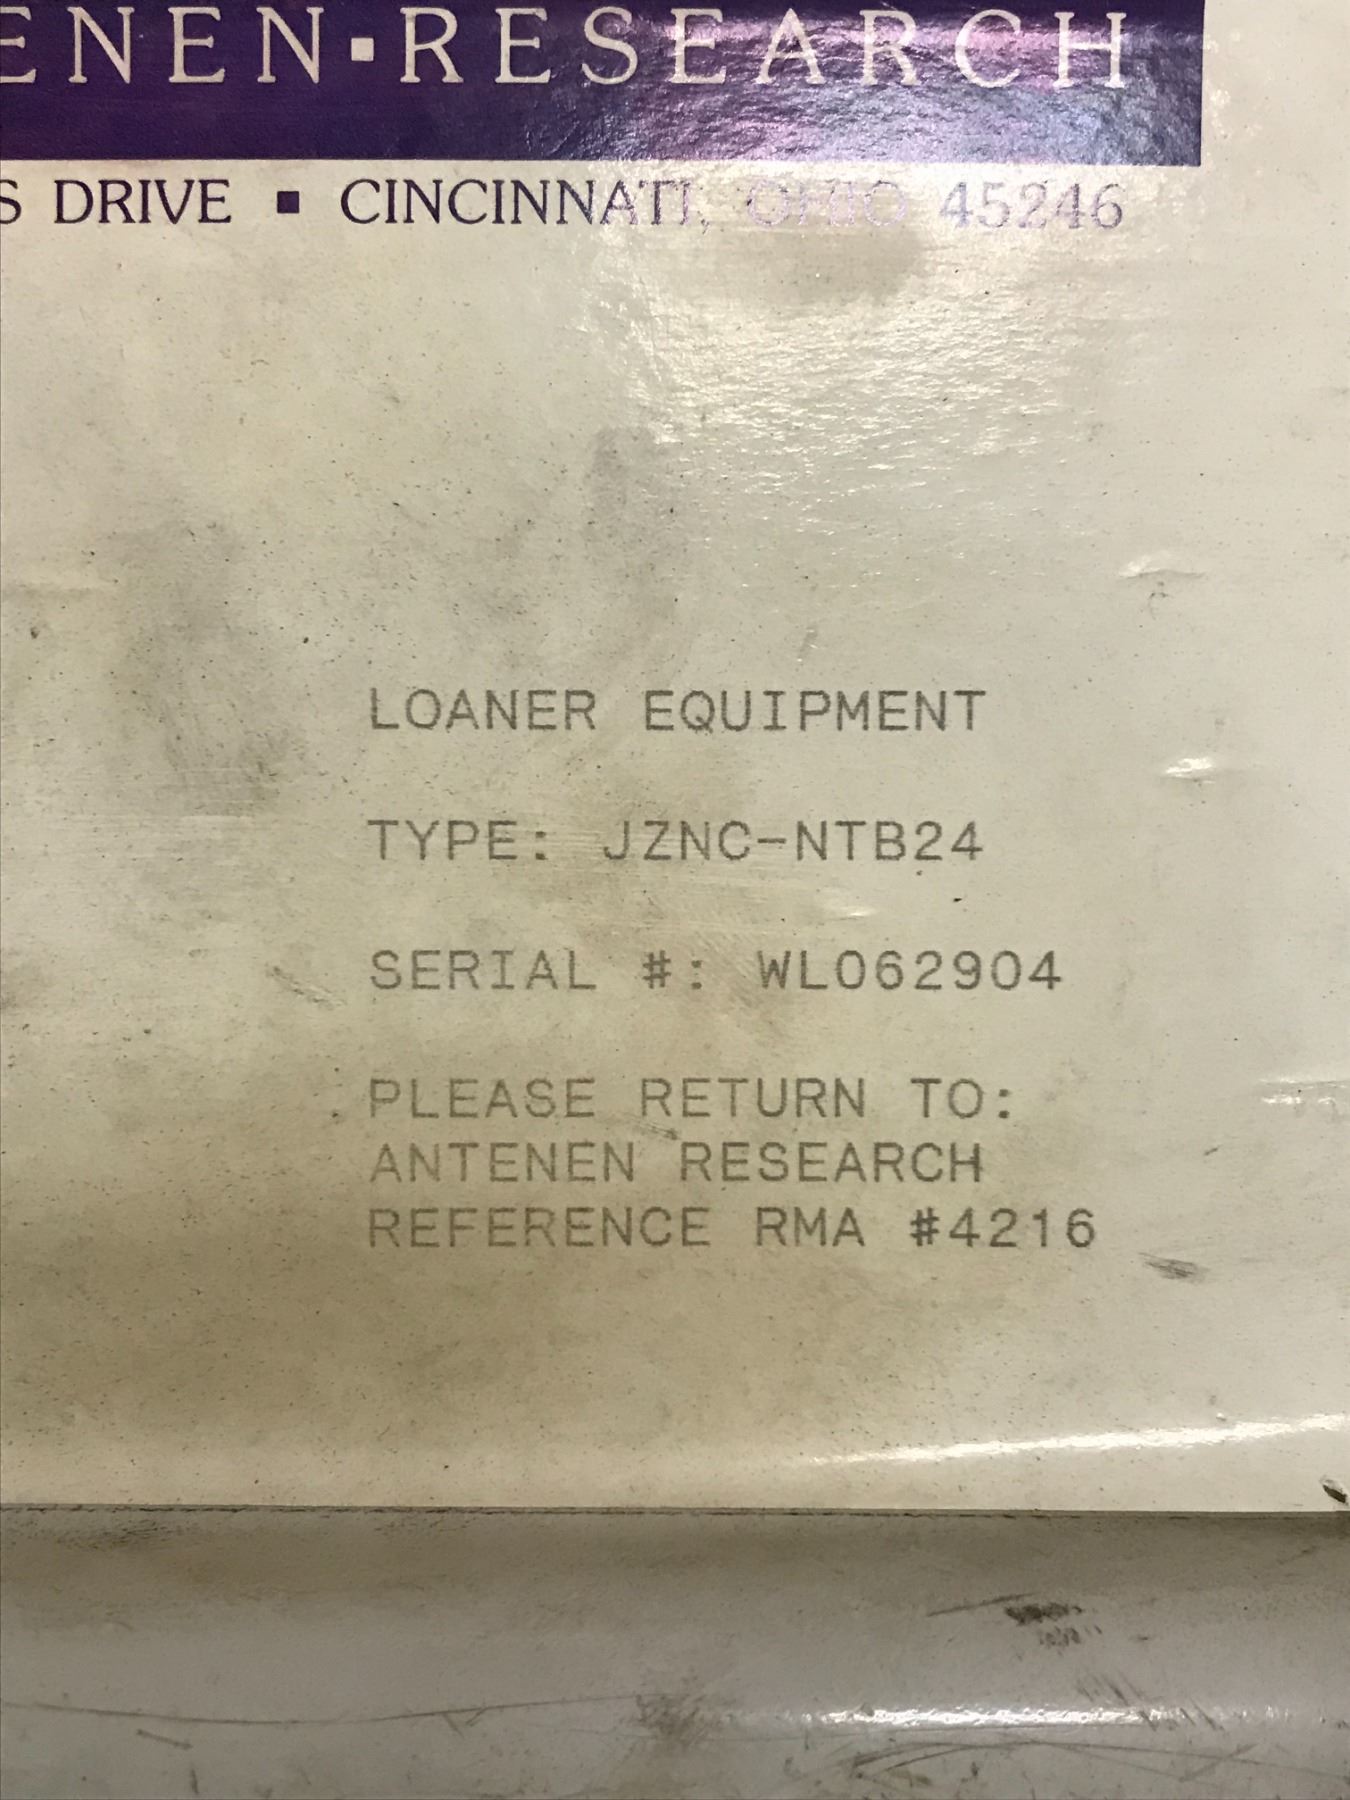 ENEN▪RESEARCH
S DRIVE ▪ CINCINNATI, OHIO 45246
LOANER EQUIPMENT
TYPE: JZNC-NTB24
SERIAL #: WL062904
PLEASE RETURN TO:
ANTENEN RESEARCH
REFERENCE RMA #4216